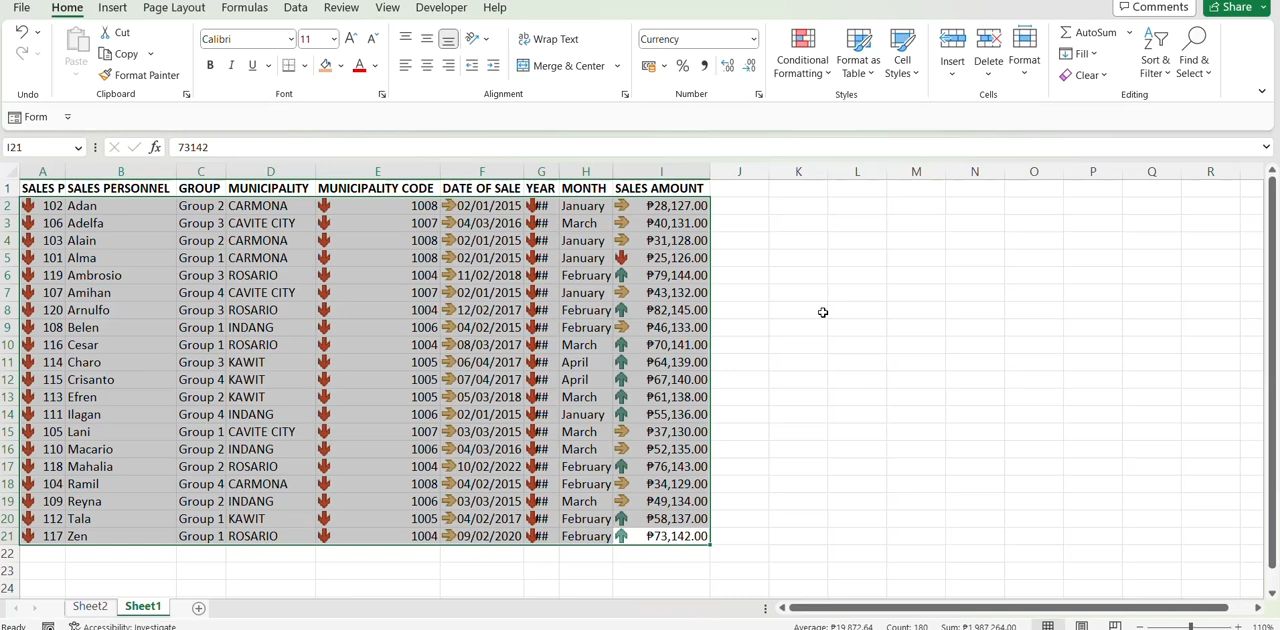 File Home Insert Page Layout Formulas Data Review View Developer Help Comments Share
Cut
Copy
Format Painter
Paste
Undo Clipboard
Calibri 11
B I U A
Font
Wrap Text
Merge & Center
Alignment
Currency
% ,
Number
Conditional Formatting
Format as Table
Cell Styles
Styles
Insert Delete Format
Cells
AutoSum
Fill
Clear
Sort & Filter
Find & Select
Editing
Form
I21 fx 73142
A B C D E F G H I J K L M N O P Q R
1 SALES P SALES PERSONNEL GROUP MUNICIPALITY MUNICIPALITY CODE DATE OF SALE YEAR MONTH SALES AMOUNT
2 102 Adan Group 2 CARMONA 1008 02/01/2015 ## January ₱28,127.00
3 106 Adelfa Group 3 CAVITE CITY 1007 04/03/2016 ## March ₱40,131.00
4 103 Alain Group 2 CARMONA 1008 02/01/2015 ## January ₱31,128.00
5 101 Alma Group 1 CARMONA 1008 02/01/2015 ## January ₱25,126.00
6 119 Ambrosio Group 3 ROSARIO 1004 11/02/2018 ## February ₱79,144.00
7 107 Amihan Group 4 CAVITE CITY 1007 02/01/2015 ## January ₱43,132.00
8 120 Arnulfo Group 3 ROSARIO 1004 12/02/2017 ## February ₱82,145.00
9 108 Belen Group 1 INDANG 1006 04/02/2015 ## February ₱46,133.00
10 116 Cesar Group 1 ROSARIO 1004 08/03/2017 ## March ₱70,141.00
11 114 Charo Group 3 KAWIT 1005 06/04/2017 ## April ₱64,139.00
12 115 Crisanto Group 4 KAWIT 1005 07/04/2017 ## April ₱67,140.00
13 113 Efren Group 2 KAWIT 1005 05/03/2018 ## March ₱61,138.00
14 111 Ilagan Group 4 INDANG 1006 02/01/2015 ## January ₱55,136.00
15 105 Lani Group 1 CAVITE CITY 1007 03/03/2015 ## March ₱37,130.00
16 110 Macario Group 2 INDANG 1006 04/03/2016 ## March ₱52,135.00
17 118 Mahalia Group 2 ROSARIO 1004 10/02/2022 ## February ₱76,143.00
18 104 Ramil Group 4 CARMONA 1008 04/02/2015 ## February ₱34,129.00
19 109 Reyna Group 2 INDANG 1006 03/03/2015 ## March ₱49,134.00
20 112 Tala Group 1 KAWIT 1005 04/02/2017 ## February ₱58,137.00
21 117 Zen Group 1 ROSARIO 1004 09/02/2020 ## February ₱73,142.00
22
23
24
Sheet2 Sheet1
Ready Accessibility: Investigate Average: ₱19,872.64 Count: 180 Sum: ₱1,987,264.00 110%